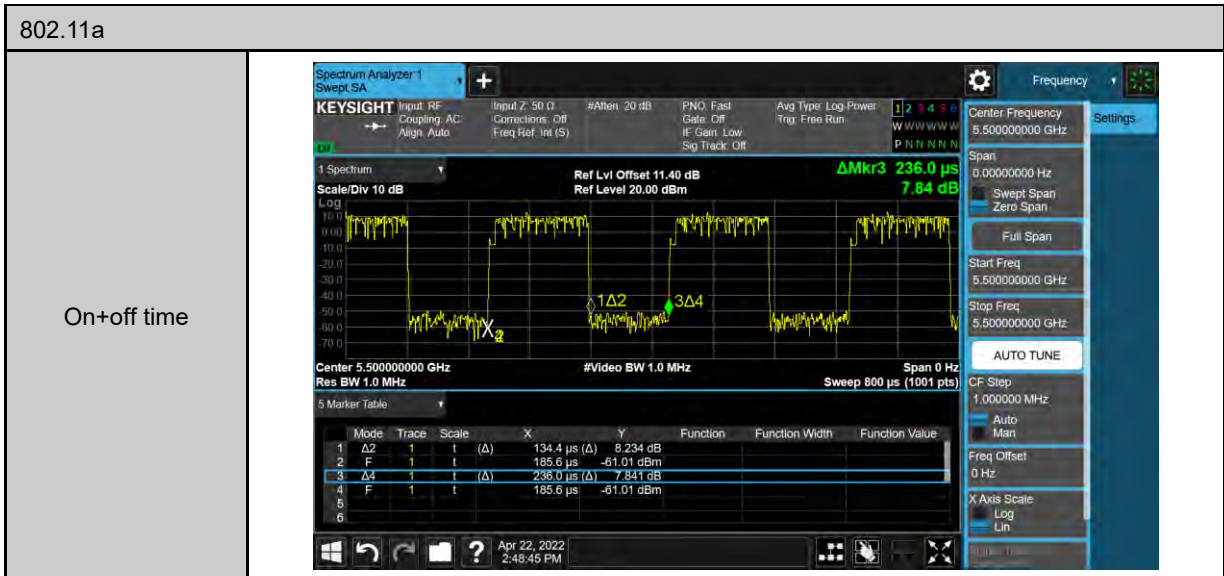 802.11a
On+off time
Spectrum Analyzer 1
Swept SA
+
Frequency
KEYSIGHT
Input: RF
Coupling: AC
Align: Auto
Input Z: 50 Ω
Corrections: Off
Freq Ref: Int (S)
#Atten: 20 dB
PNO: Fast
Gate: Off
IF Gain: Low
Sig Track: Off
Avg Type: Log-Power
Trig: Free Run
1 2 3 4 5 6
W W W W W W
P N N N N N
Center Frequency
5.500000000 GHz
Settings
Span
0.00000000 Hz
Swept Span
Zero Span
Full Span
Start Freq
5.500000000 GHz
Stop Freq
5.500000000 GHz
AUTO TUNE
CF Step
1.000000 MHz
Auto
Man
Freq Offset
0 Hz
X Axis Scale
Log
Lin
1 Spectrum
Scale/Div 10 dB
Log
Ref Lvl Offset 11.40 dB
Ref Level 20.00 dBm
ΔMkr3 236.0 µs
7.84 dB
10.0
0.00
-10.0
-20.0
-30.0
-40.0
-50.0
-60.0
-70.0
1Δ2
3Δ4
Center 5.500000000 GHz
Res BW 1.0 MHz
#Video BW 1.0 MHz
Span 0 Hz
Sweep 800 µs (1001 pts)
5 Marker Table
Mode Trace Scale X Y Function Function Width Function Value
1 Δ2 1 t (Δ) 134.4 µs (Δ) 8.234 dB
2 F 1 t 185.6 µs -61.01 dBm
3 Δ4 1 t (Δ) 236.0 µs (Δ) 7.841 dB
4 F 1 t 185.6 µs -61.01 dBm
5
6
?
Apr 22, 2022
2:48:45 PM